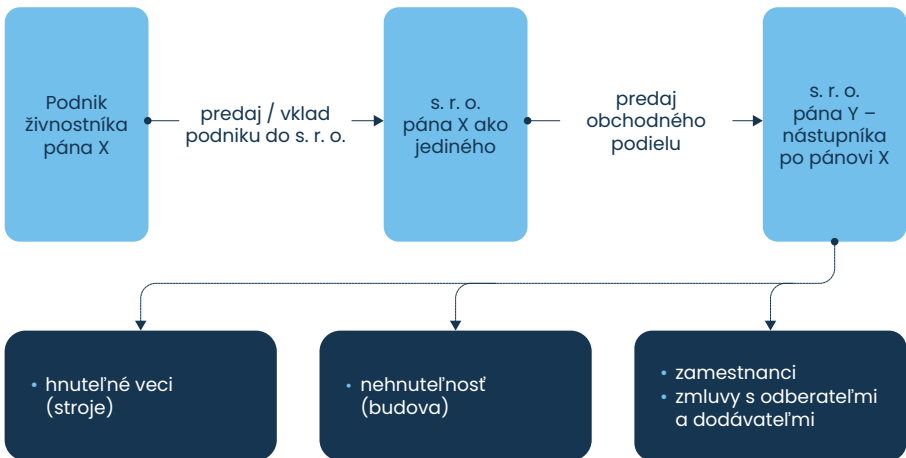 Podnik
živnostníka
pána X
predaj / vklad
podniku do s. r. o.
s. r. o.
pána X ako
jediného
predaj
obchodného
podielu
s. r. o.
pána Y –
nástupníka
po pánovi X
• hnuteľné veci
(stroje)
• nehnuteľnosť
(budova)
• zamestnanci
• zmluvy s odberateľmi
a dodávateľmi